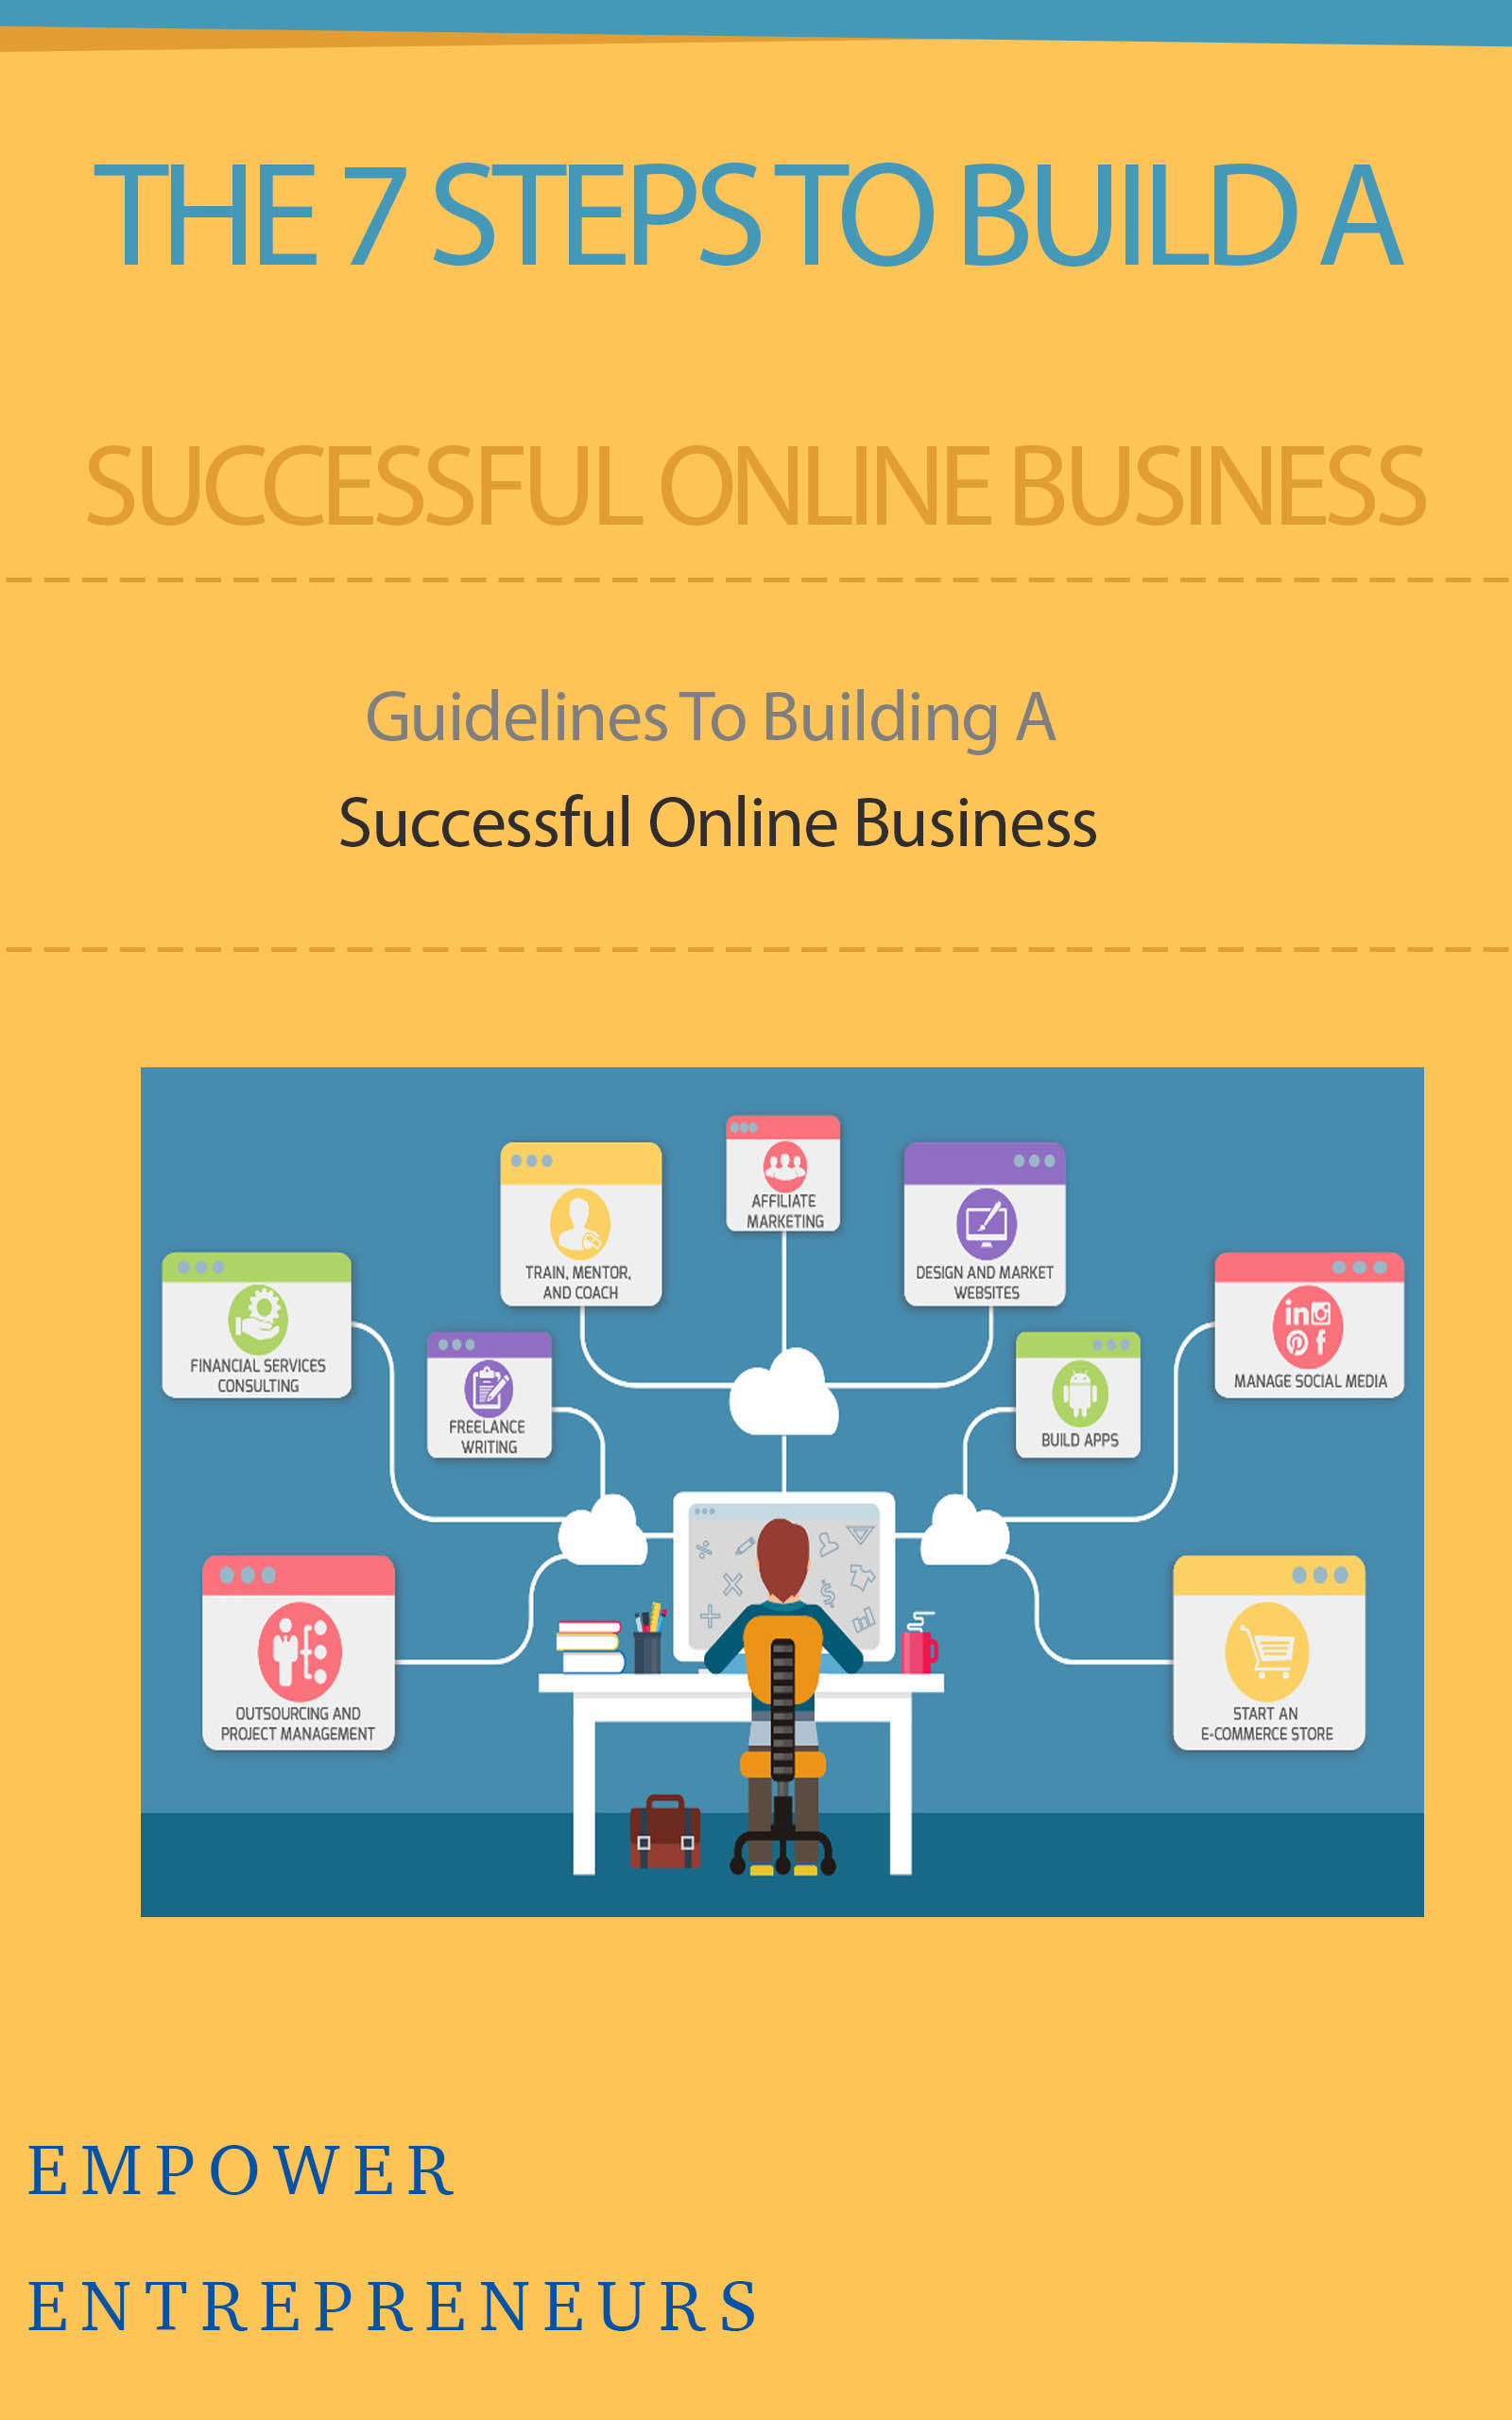 THE 7 STEPS TO BUILD A
SUCCESSFUL ONLINE BUSINESS
Guidelines To Building A
Successful Online Business
AFFILIATE
MARKETING
TRAIN, MENTOR,
AND COACH
DESIGN AND MARKET
WEBSITES
FINANCIAL SERVICES
CONSULTING
FREELANCE
WRITING
BUILD APPS
MANAGE SOCIAL MEDIA
OUTSOURCING AND
PROJECT MANAGEMENT
START AN
E-COMMERCE STORE
EMPOWER
ENTREPRENEURS